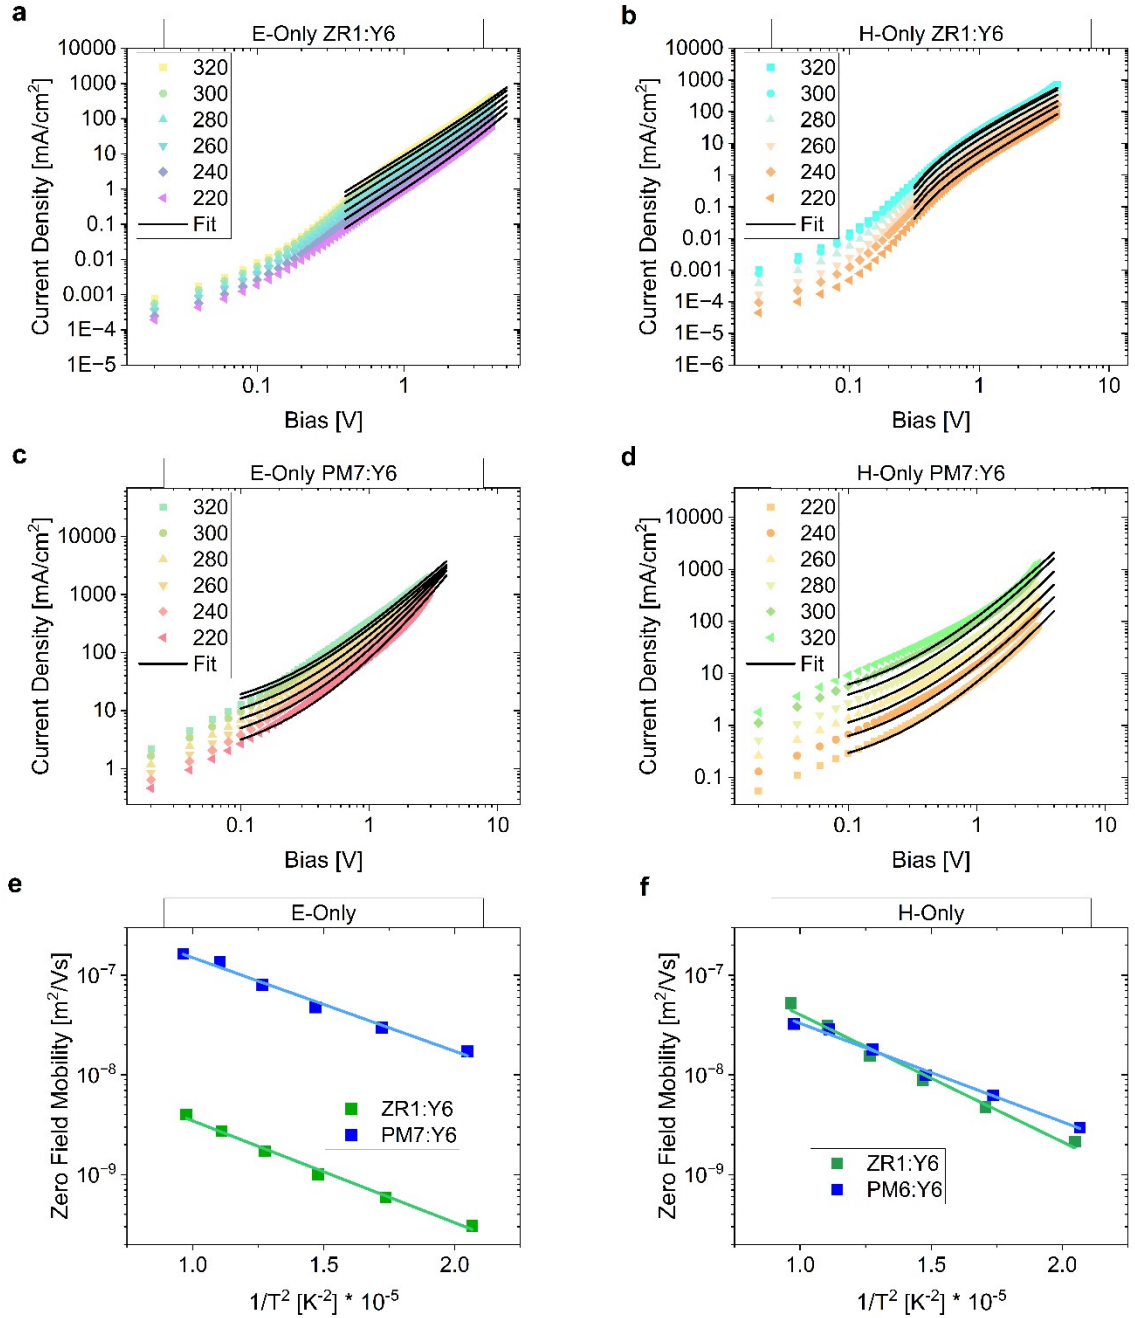 a
E-Only ZR1:Y6
10000
1000
100
10
1
0.1
0.01
0.001
1E-4
1E-5
320
300
280
260
240
220
Fit
Current Density [mA/cm²]
0.1
1
Bias [V]
b
H-Only ZR1:Y6
10000
1000
100
10
1
0.1
0.01
0.001
1E-4
1E-5
1E-6
320
300
280
260
240
220
Fit
Current Density [mA/cm²]
0.1
1
10
Bias [V]
c
E-Only PM7:Y6
10000
1000
100
10
1
320
300
280
260
240
220
Fit
Current Density [mA/cm²]
0.1
1
10
Bias [V]
d
H-Only PM7:Y6
10000
1000
100
10
1
0.1
220
240
260
280
300
320
Fit
Current Density [mA/cm²]
0.1
1
10
Bias [V]
e
E-Only
10⁻⁷
10⁻⁸
10⁻⁹
Zero Field Mobility [m²/Vs]
ZR1:Y6
PM7:Y6
1.0
1.5
2.0
1/T² [K⁻²] * 10⁻⁵
f
H-Only
10⁻⁷
10⁻⁸
10⁻⁹
Zero Field Mobility [m²/Vs]
ZR1:Y6
PM6:Y6
1.0
1.5
2.0
1/T² [K⁻²] * 10⁻⁵